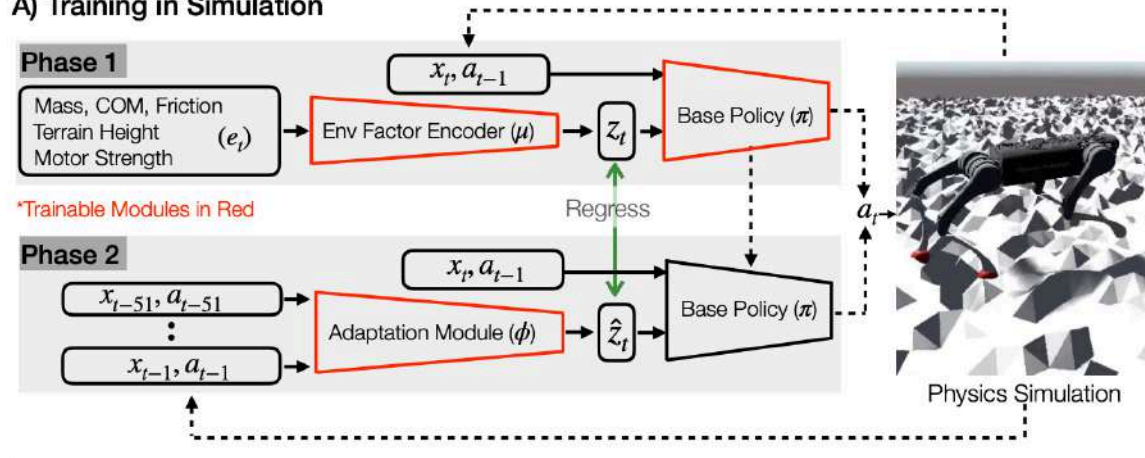 A) Training in Simulation
Phase 1
x_t, a_{t-1}
Mass, COM, Friction
Terrain Height (e_t)
Motor Strength
Env Factor Encoder (μ)
z_t
Base Policy (π)
*Trainable Modules in Red
Regress
a_t
Phase 2
x_t, a_{t-1}
x_{t-51}, a_{t-51}
⋮
x_{t-1}, a_{t-1}
Adaptation Module (ϕ)
ẑ_t
Base Policy (π)
Physics Simulation